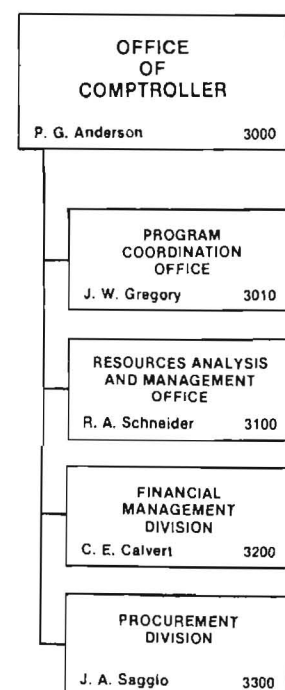 OFFICE
OF
COMPTROLLER
P. G. Anderson 3000
PROGRAM
COORDINATION
OFFICE
J. W. Gregory 3010
RESOURCES ANALYSIS
AND MANAGEMENT
OFFICE
R. A. Schneider 3100
FINANCIAL
MANAGEMENT
DIVISION
C. E. Calvert 3200
PROCUREMENT
DIVISION
J. A. Saggio 3300